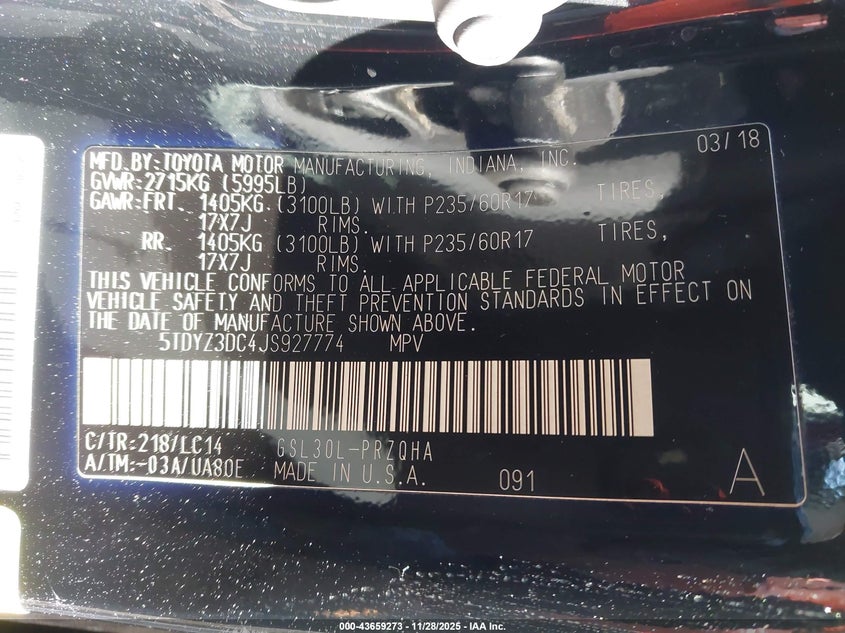 03/18
MFD. BY: TOYOTA MOTOR MANUFACTURING, INDIANA, INC.
GVWR: 2715KG (5995LB)
GAWR: FRT. 1405KG (3100LB) WITH P235/60R17 TIRES,
17X7J RIMS.
RR. 1405KG (3100LB) WITH P235/60R17 TIRES,
17X7J RIMS.
THIS VEHICLE CONFORMS TO ALL APPLICABLE FEDERAL MOTOR
VEHICLE SAFETY AND THEFT PREVENTION STANDARDS IN EFFECT ON
THE DATE OF MANUFACTURE SHOWN ABOVE.
5TDYZ3DC4JS927774 MPV
C/TR: 218/LC14 GSL30L-PRZQHA
A/TM: -03A/UA80E MADE IN U.S.A. 091 A
000-43659273 | 11/28/2025 - IAA Inc.